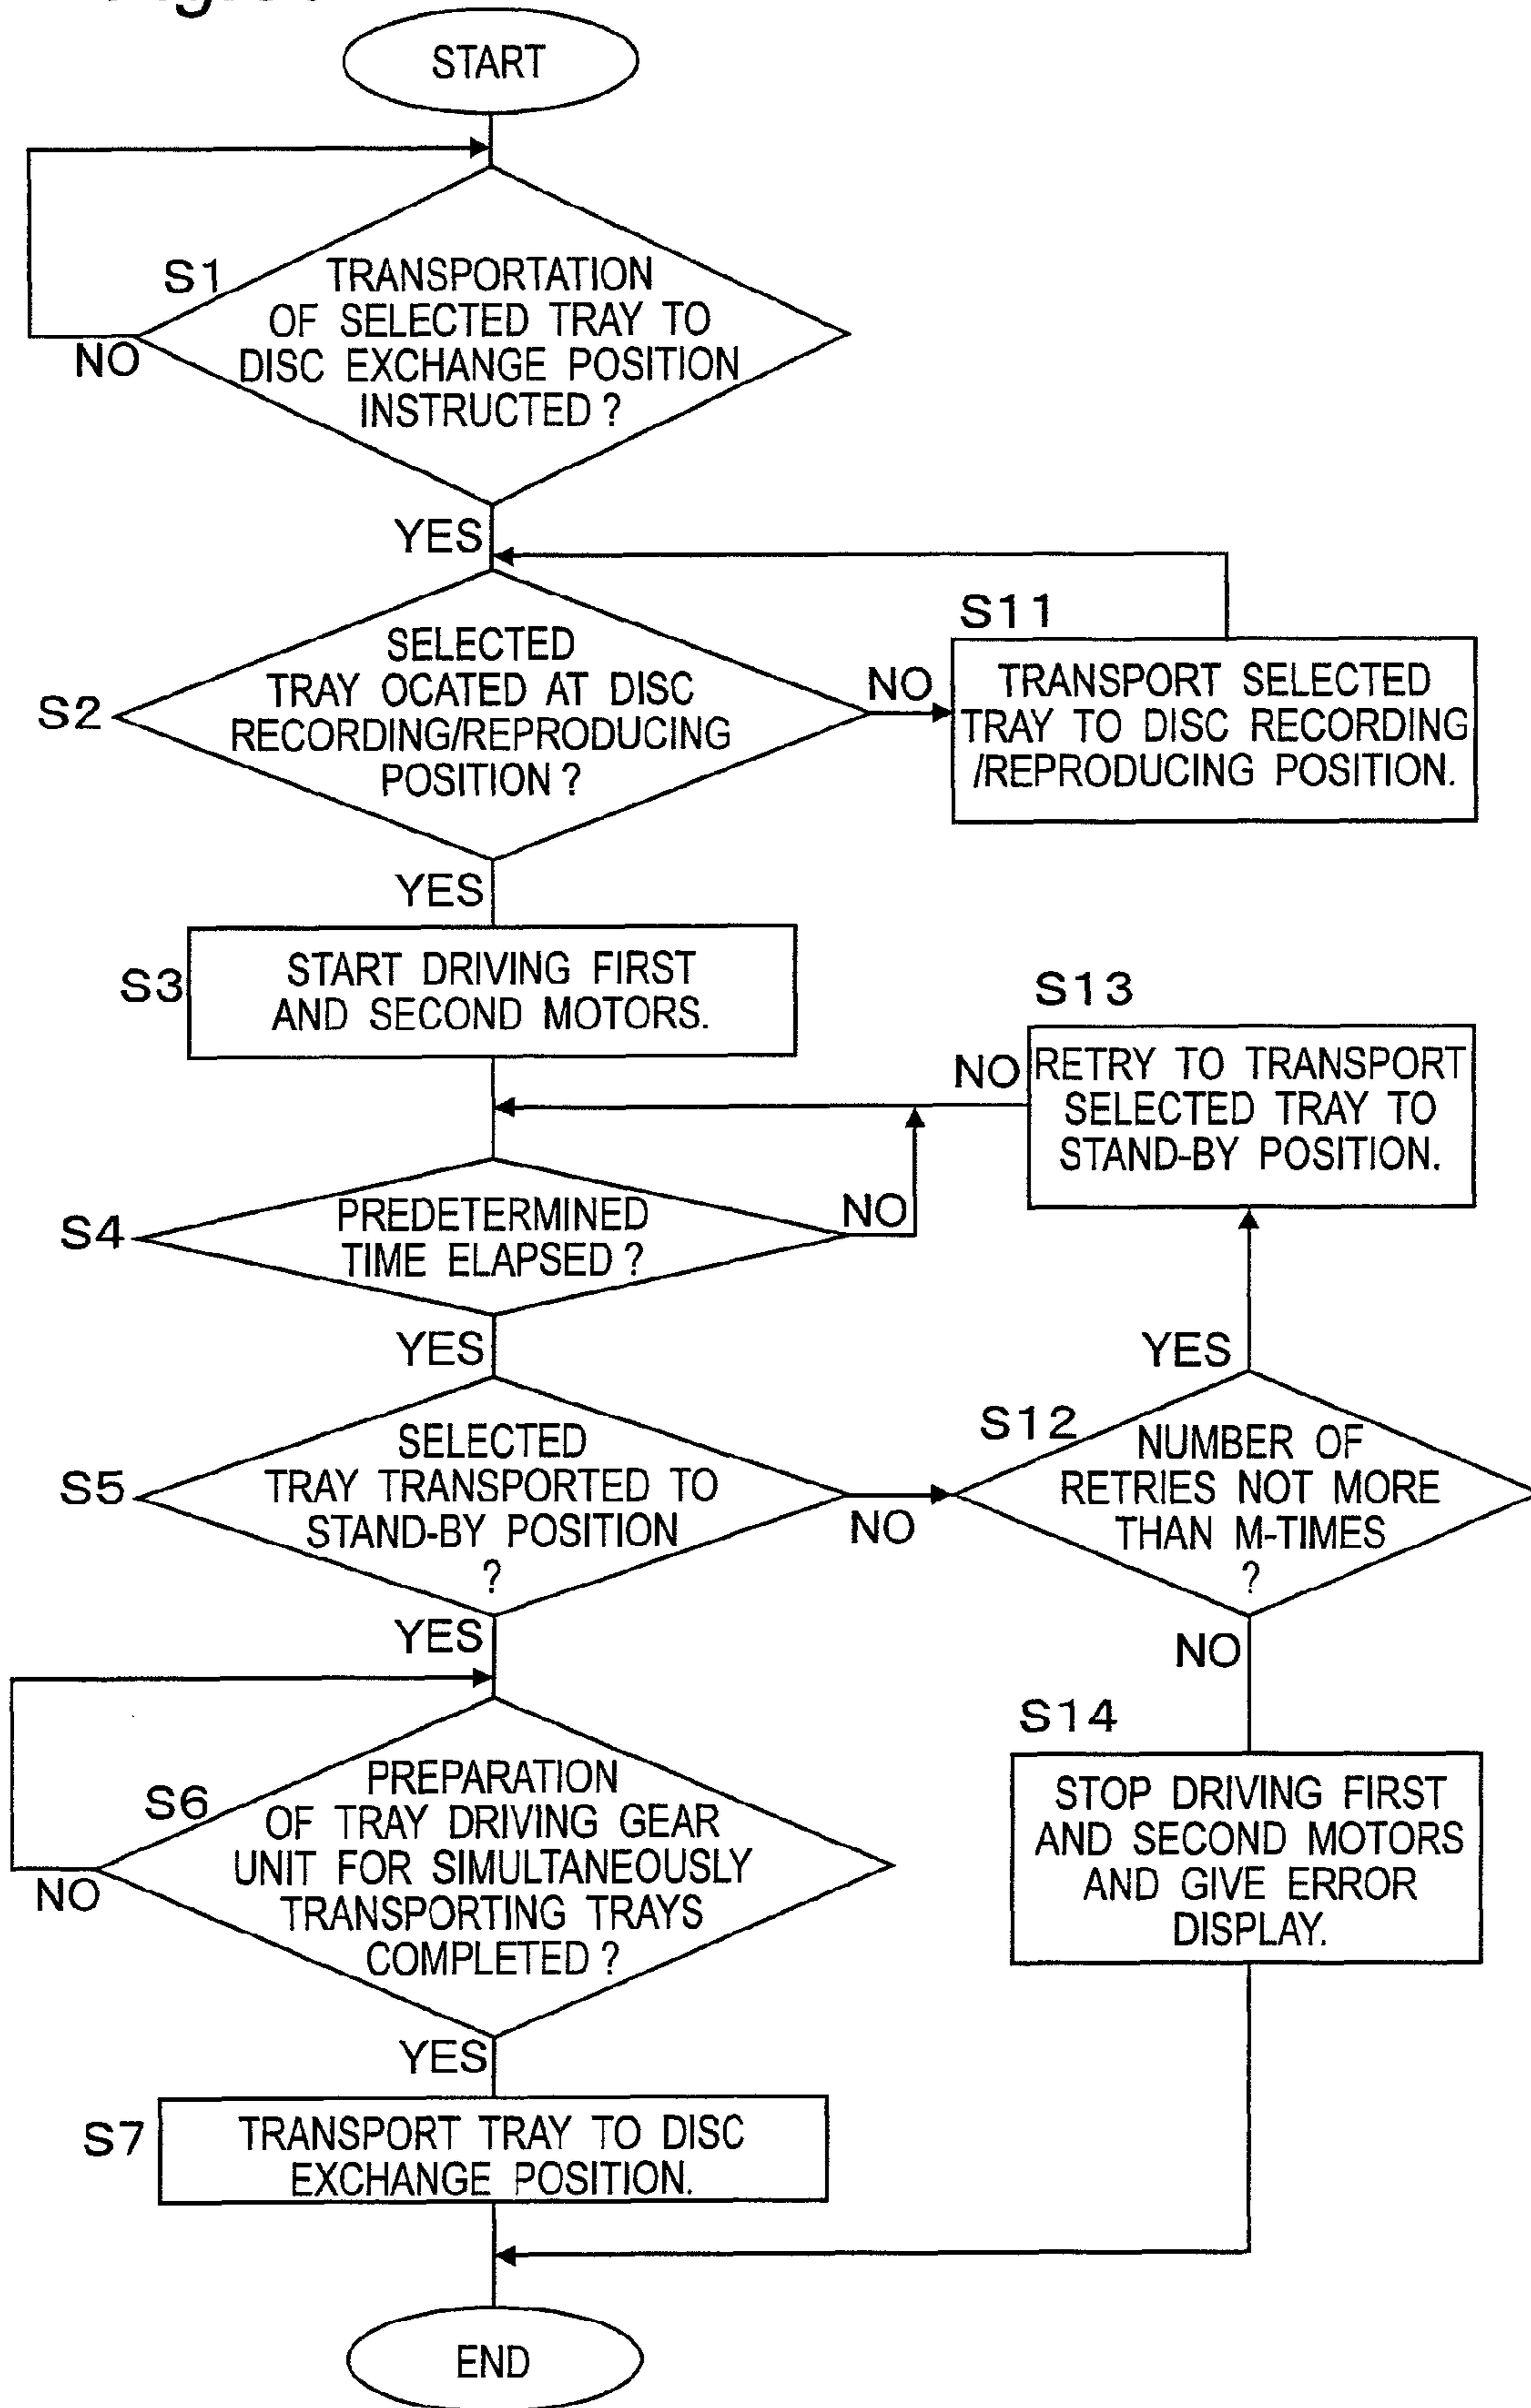 START
S1
TRANSPORTATION
OF SELECTED TRAY TO
DISC EXCHANGE POSITION
INSTRUCTED ?
NO
YES
S2
SELECTED
TRAY OCATED AT DISC
RECORDING/REPRODUCING
POSITION ?
NO
S11
TRANSPORT SELECTED
TRAY TO DISC RECORDING
/REPRODUCING POSITION.
YES
S3
START DRIVING FIRST
AND SECOND MOTORS.
S13
NO
RETRY TO TRANSPORT
SELECTED TRAY TO
STAND-BY POSITION.
S4
PREDETERMINED
TIME ELAPSED ?
NO
YES
YES
S5
SELECTED
TRAY TRANSPORTED TO
STAND-BY POSITION
?
NO
S12
NUMBER OF
RETRIES NOT MORE
THAN M-TIMES
?
YES
NO
S6
PREPARATION
OF TRAY DRIVING GEAR
UNIT FOR SIMULTANEOUSLY
TRANSPORTING TRAYS
COMPLETED ?
NO
S14
STOP DRIVING FIRST
AND SECOND MOTORS
AND GIVE ERROR
DISPLAY.
YES
S7
TRANSPORT TRAY TO DISC
EXCHANGE POSITION.
END